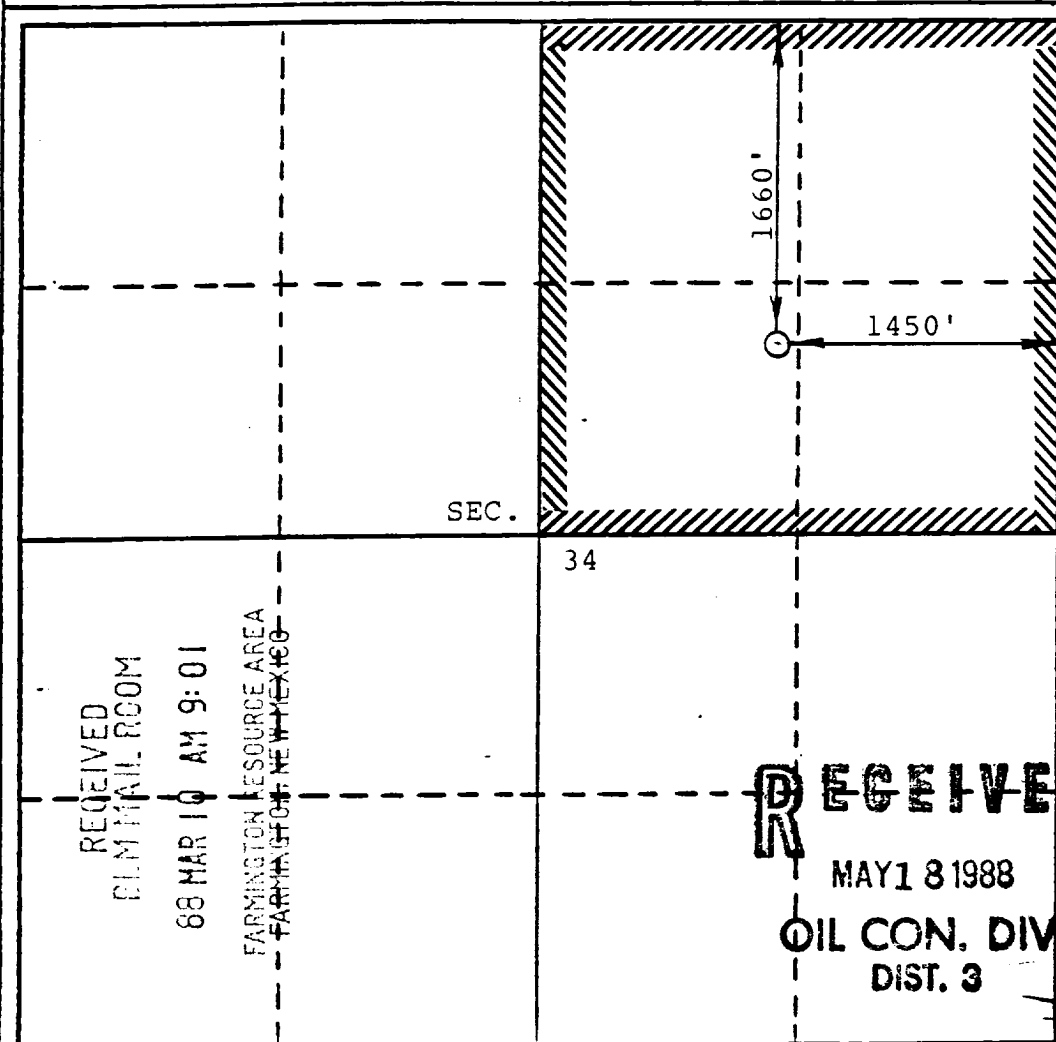 1660'
1450'
SEC.
34
RECEIVED
BLM MAIL ROOM
88 MAR 10 AM 9:01
FARMINGTON RESOURCE AREA
FARMINGTON, NEW MEXICO
RECEIVE
MAY 18 1988
OIL CON. DIV
DIST. 3